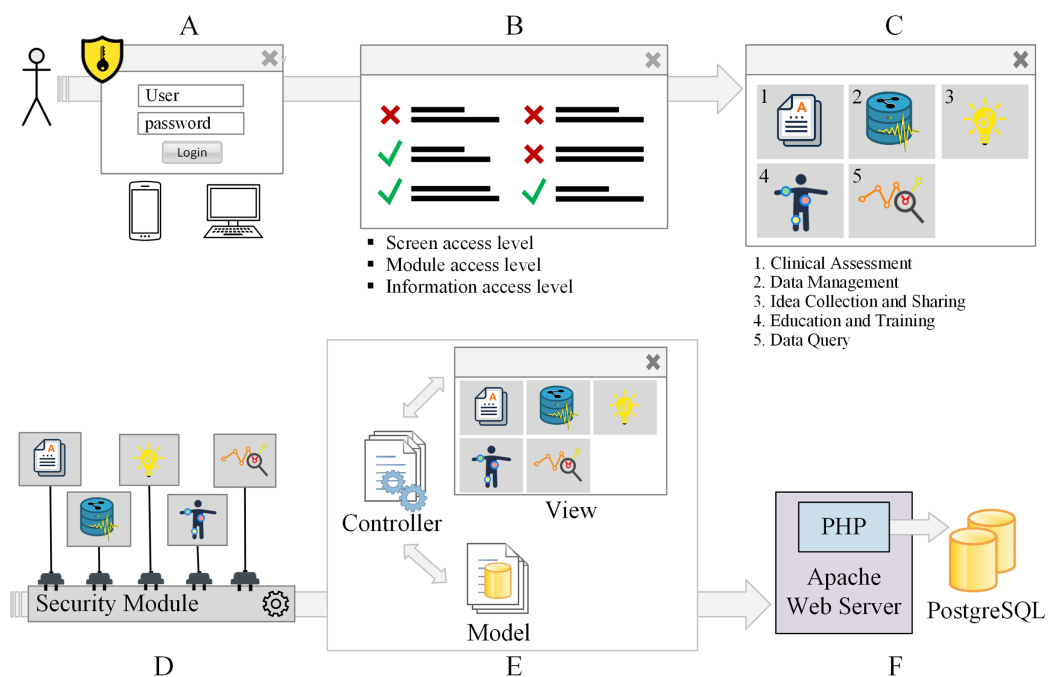 A
B
C
User
password
Login
1
2
3
4
5
Screen access level
Module access level
Information access level
1. Clinical Assessment
2. Data Management
3. Idea Collection and Sharing
4. Education and Training
5. Data Query
A
A
A
Controller
View
Model
Security Module
PHP
Apache
Web Server
PostgreSQL
D
E
F